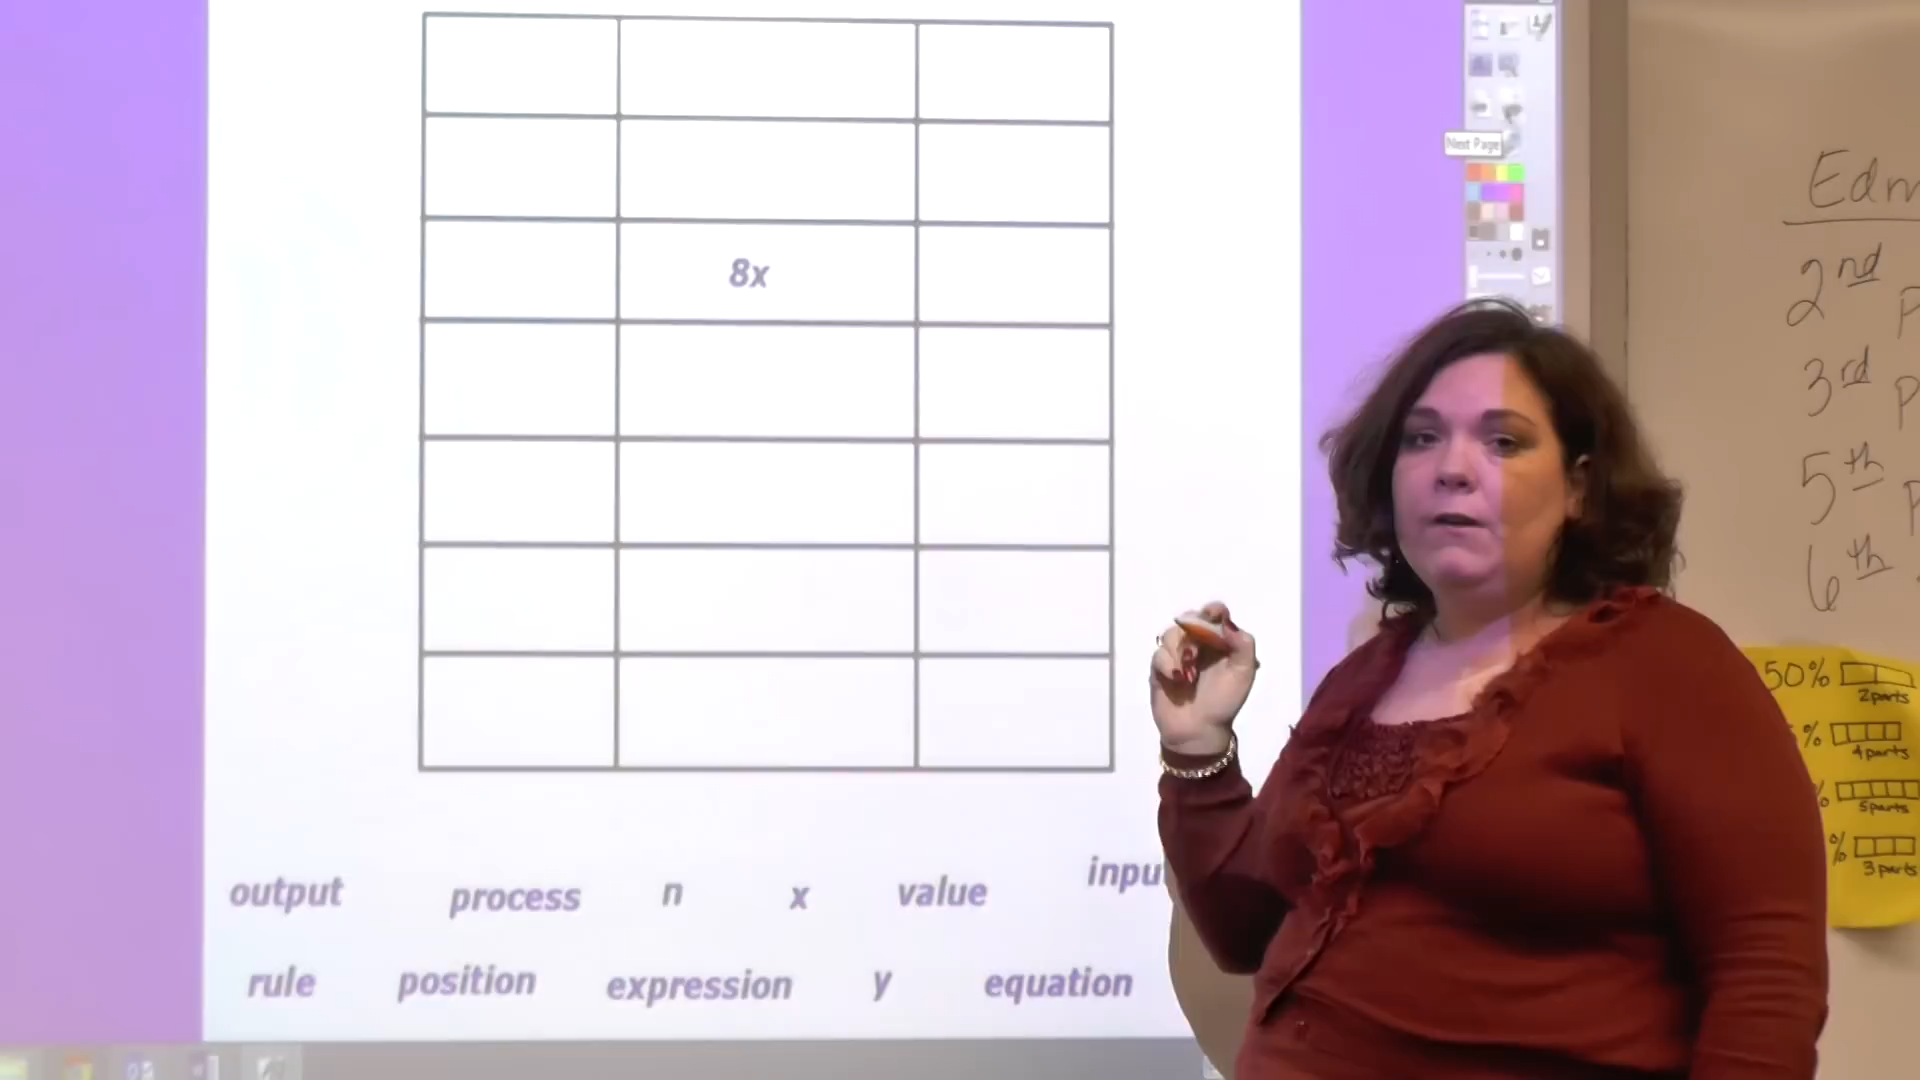 Next Page
8x
output process n x value inpu
rule position expression y equation
Edm
2nd P
3rd P
5th P
6th
50% 2parts
% 4parts
% 5parts
% 3parts